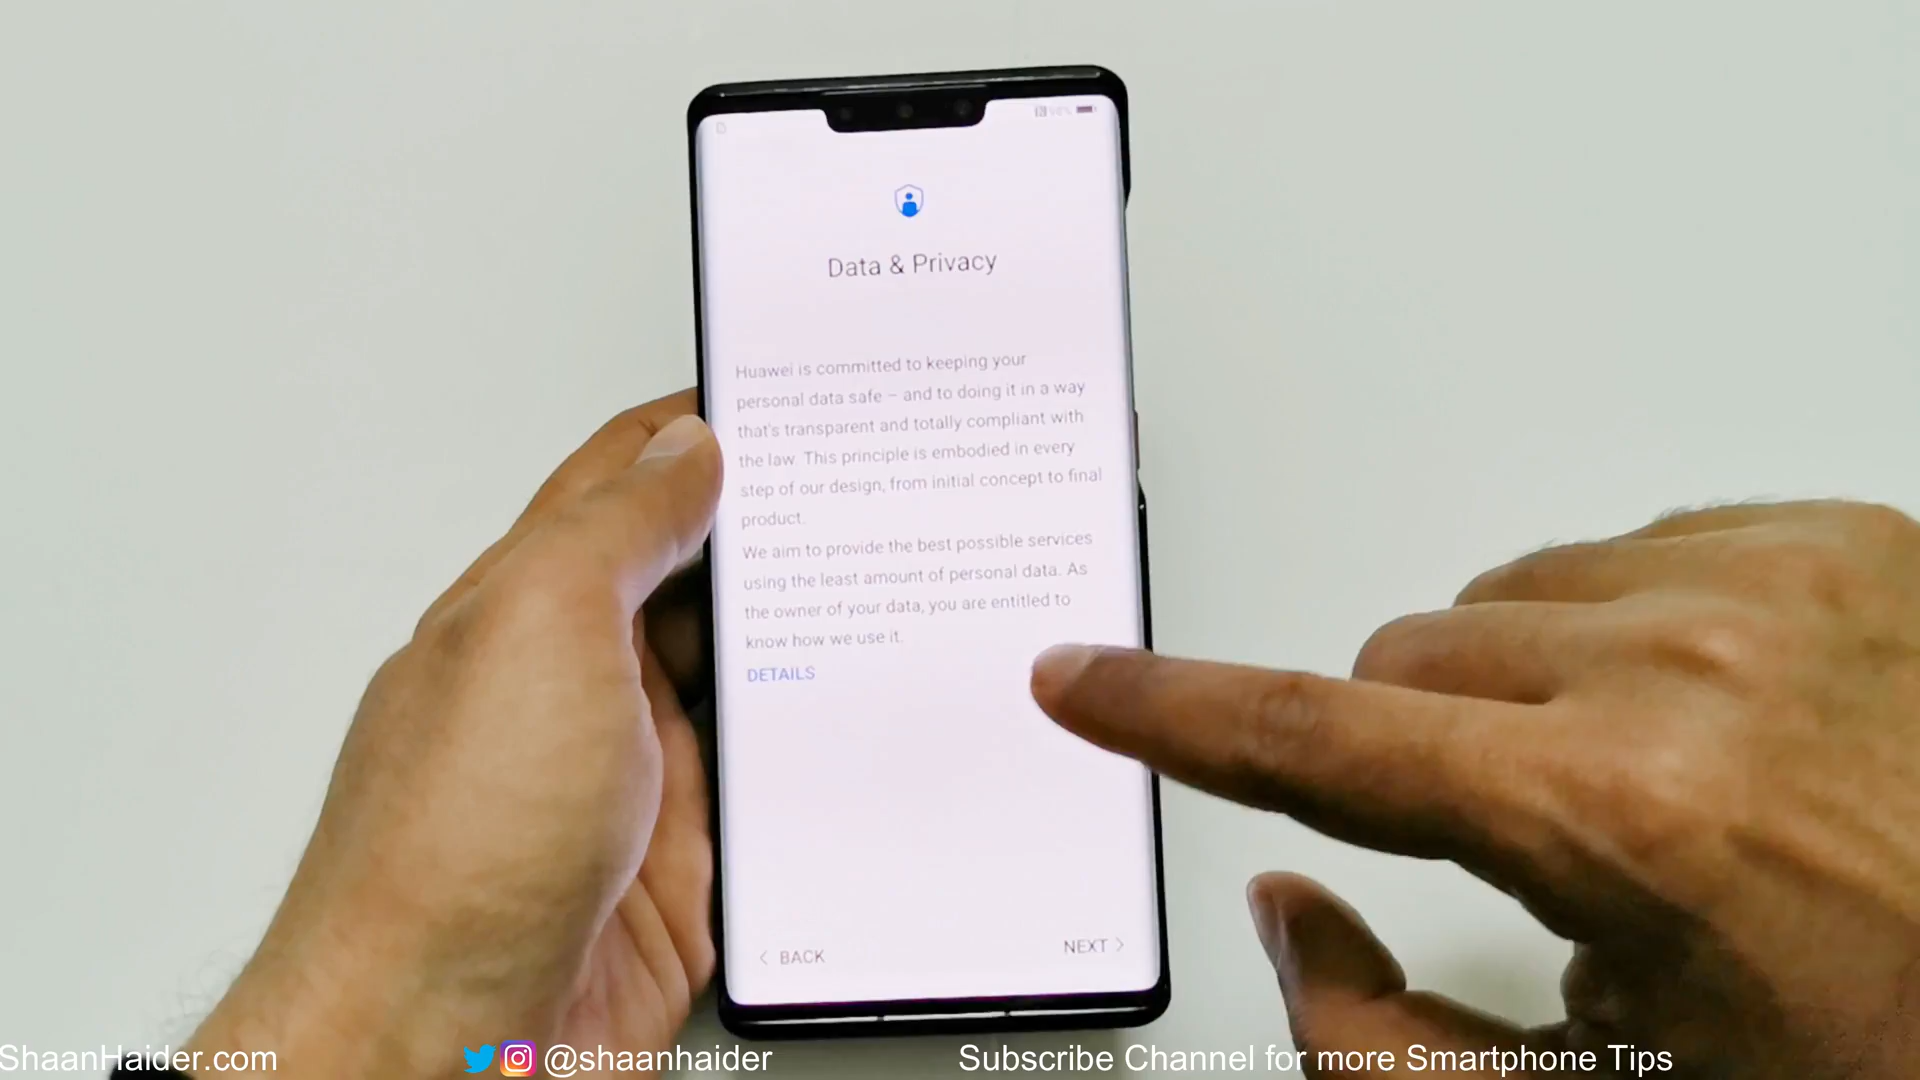 Data & Privacy
Huawei is committed to keeping your
personal data safe – and to doing it in a way
that's transparent and totally compliant with
the law. This principle is embodied in every
step of our design, from initial concept to final
product.
We aim to provide the best possible services
using the least amount of personal data. As
the owner of your data, you are entitled to
know how we use it.
DETAILS
BACK
NEXT
ShaanHaider.com
@shaanhaider
Subscribe Channel for more Smartphone Tips